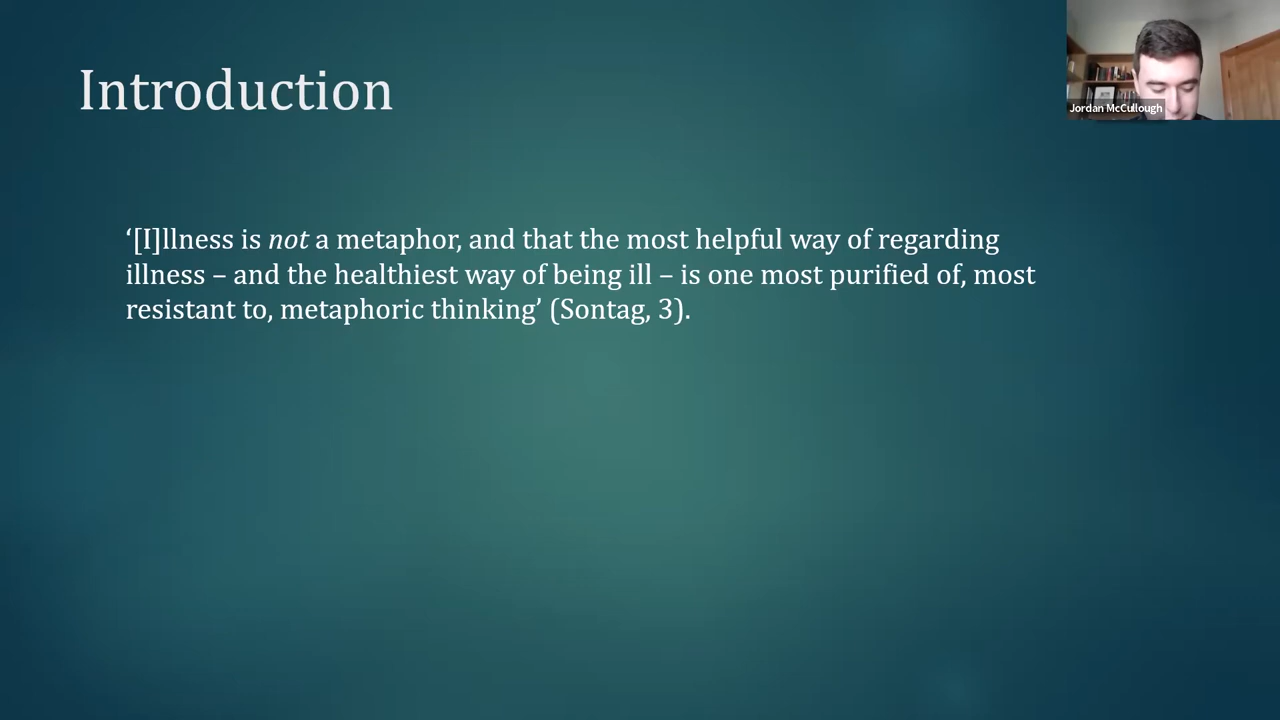 Introduction
Jordan McCullough
‘[I]llness is not a metaphor, and that the most helpful way of regarding
illness – and the healthiest way of being ill – is one most purified of, most
resistant to, metaphoric thinking’ (Sontag, 3).